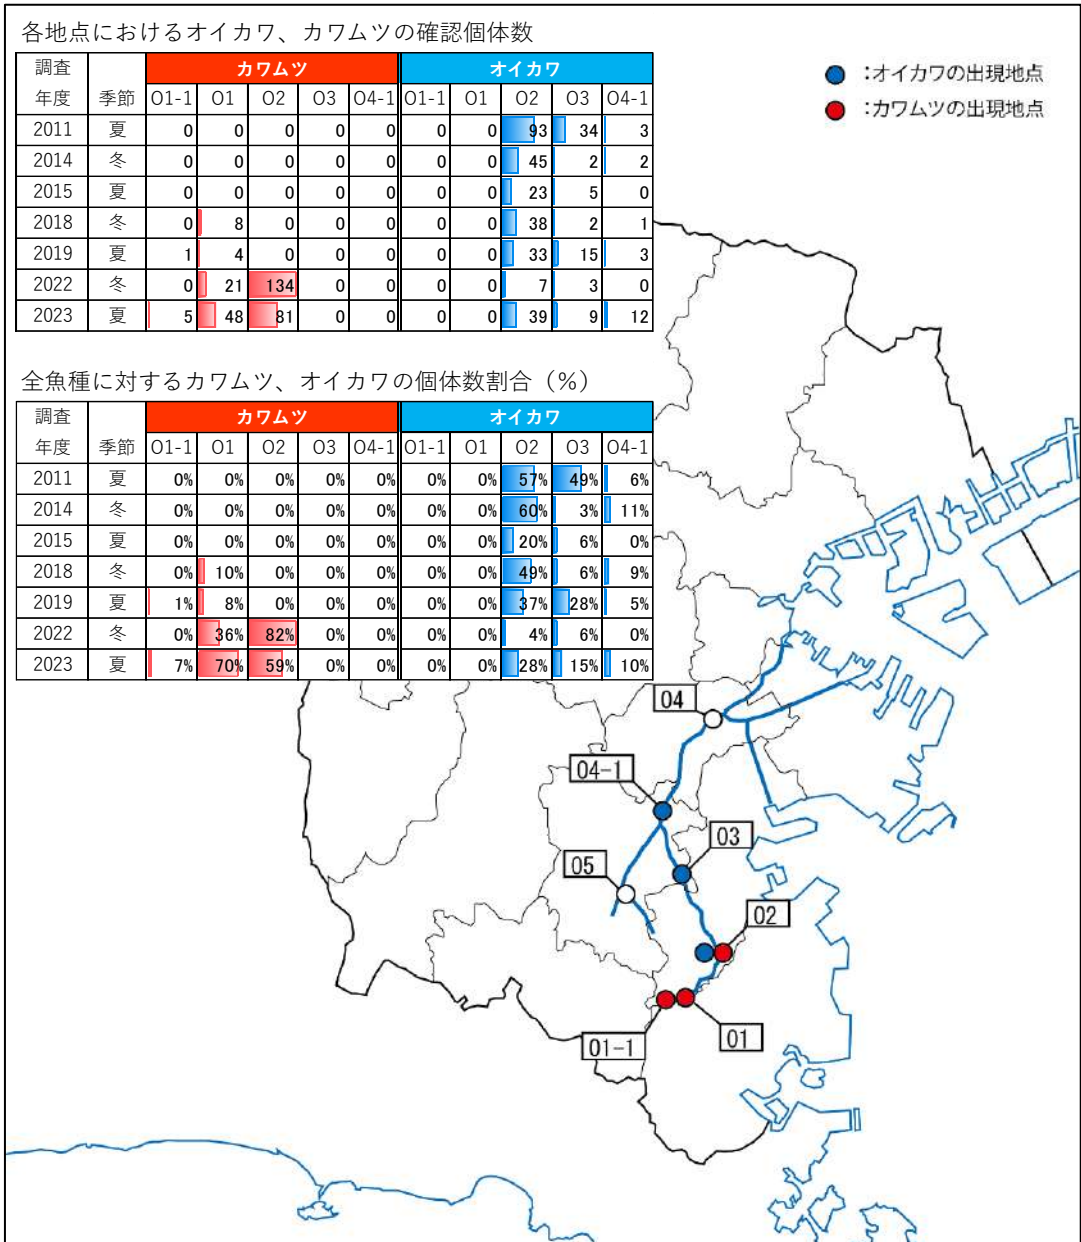 各地点におけるオイカワ、カワムツの確認個体数
調査 カワムツ オイカワ
年度 季節 O1-1 O1 O2 O3 O4-1 O1-1 O1 O2 O3 O4-1
2011 夏 0 0 0 0 0 0 0 93 34 3
2014 冬 0 0 0 0 0 0 0 45 2 2
2015 夏 0 0 0 0 0 0 0 23 5 0
2018 冬 0 8 0 0 0 0 0 38 2 1
2019 夏 1 4 0 0 0 0 0 33 15 3
2022 冬 0 21 134 0 0 0 0 7 3 0
2023 夏 5 48 81 0 0 0 0 39 9 12
:オイカワの出現地点
:カワムツの出現地点
全魚種に対するカワムツ、オイカワの個体数割合（%）
調査 カワムツ オイカワ
年度 季節 O1-1 O1 O2 O3 O4-1 O1-1 O1 O2 O3 O4-1
2011 夏 0% 0% 0% 0% 0% 0% 0% 57% 49% 6%
2014 冬 0% 0% 0% 0% 0% 0% 0% 60% 3% 11%
2015 夏 0% 0% 0% 0% 0% 0% 0% 20% 6% 0%
2018 冬 0% 10% 0% 0% 0% 0% 0% 49% 6% 9%
2019 夏 1% 8% 0% 0% 0% 0% 0% 37% 28% 5%
2022 冬 0% 36% 82% 0% 0% 0% 0% 4% 6% 0%
2023 夏 7% 70% 59% 0% 0% 0% 0% 28% 15% 10%
O4
O4-1
O3
O5
O2
O1
O1-1